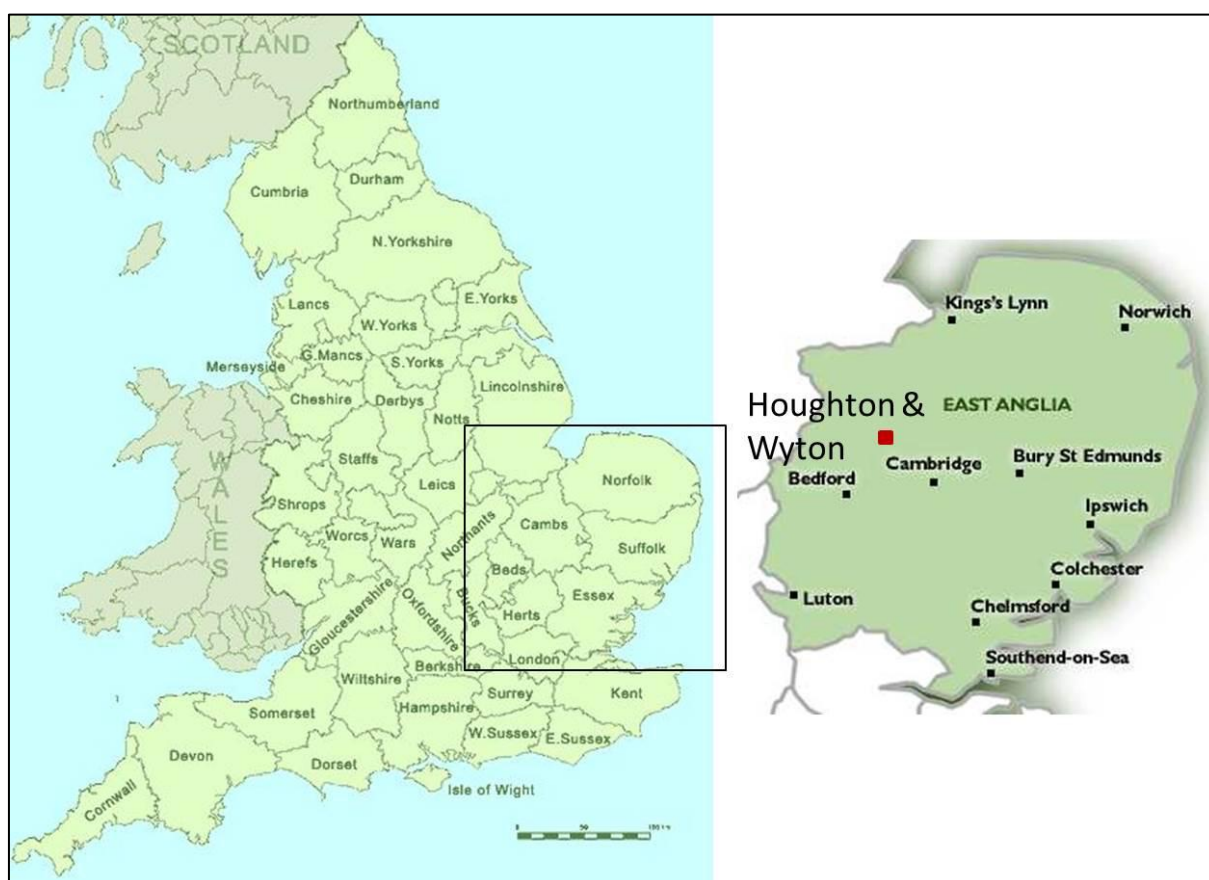 SCOTLAND
Northumberland
Cumbria
Durham
N.Yorkshire
Lancs
E.Yorks
W.Yorks
G.Mancs
S.Yorks
Merseyside
Lincolnshire
Cheshire
Derbys
Notts
WALES
Staffs
Leics
Norfolk
Shrops
Northants
Cambs
Worcs
Wars
Suffolk
Herefs
Beds
Gloucestershire
Oxfordshire
Bucks
Essex
Herts
London
Berkshire
Wiltshire
Surrey
Kent
Hampshire
Somerset
W.Sussex
E.Sussex
Devon
Dorset
Cornwall
Isle of Wight
King's Lynn
Norwich
Houghton &
Wyton
EAST ANGLIA
Cambridge
Bury St Edmunds
Bedford
Ipswich
Colchester
Luton
Chelmsford
Southend-on-Sea